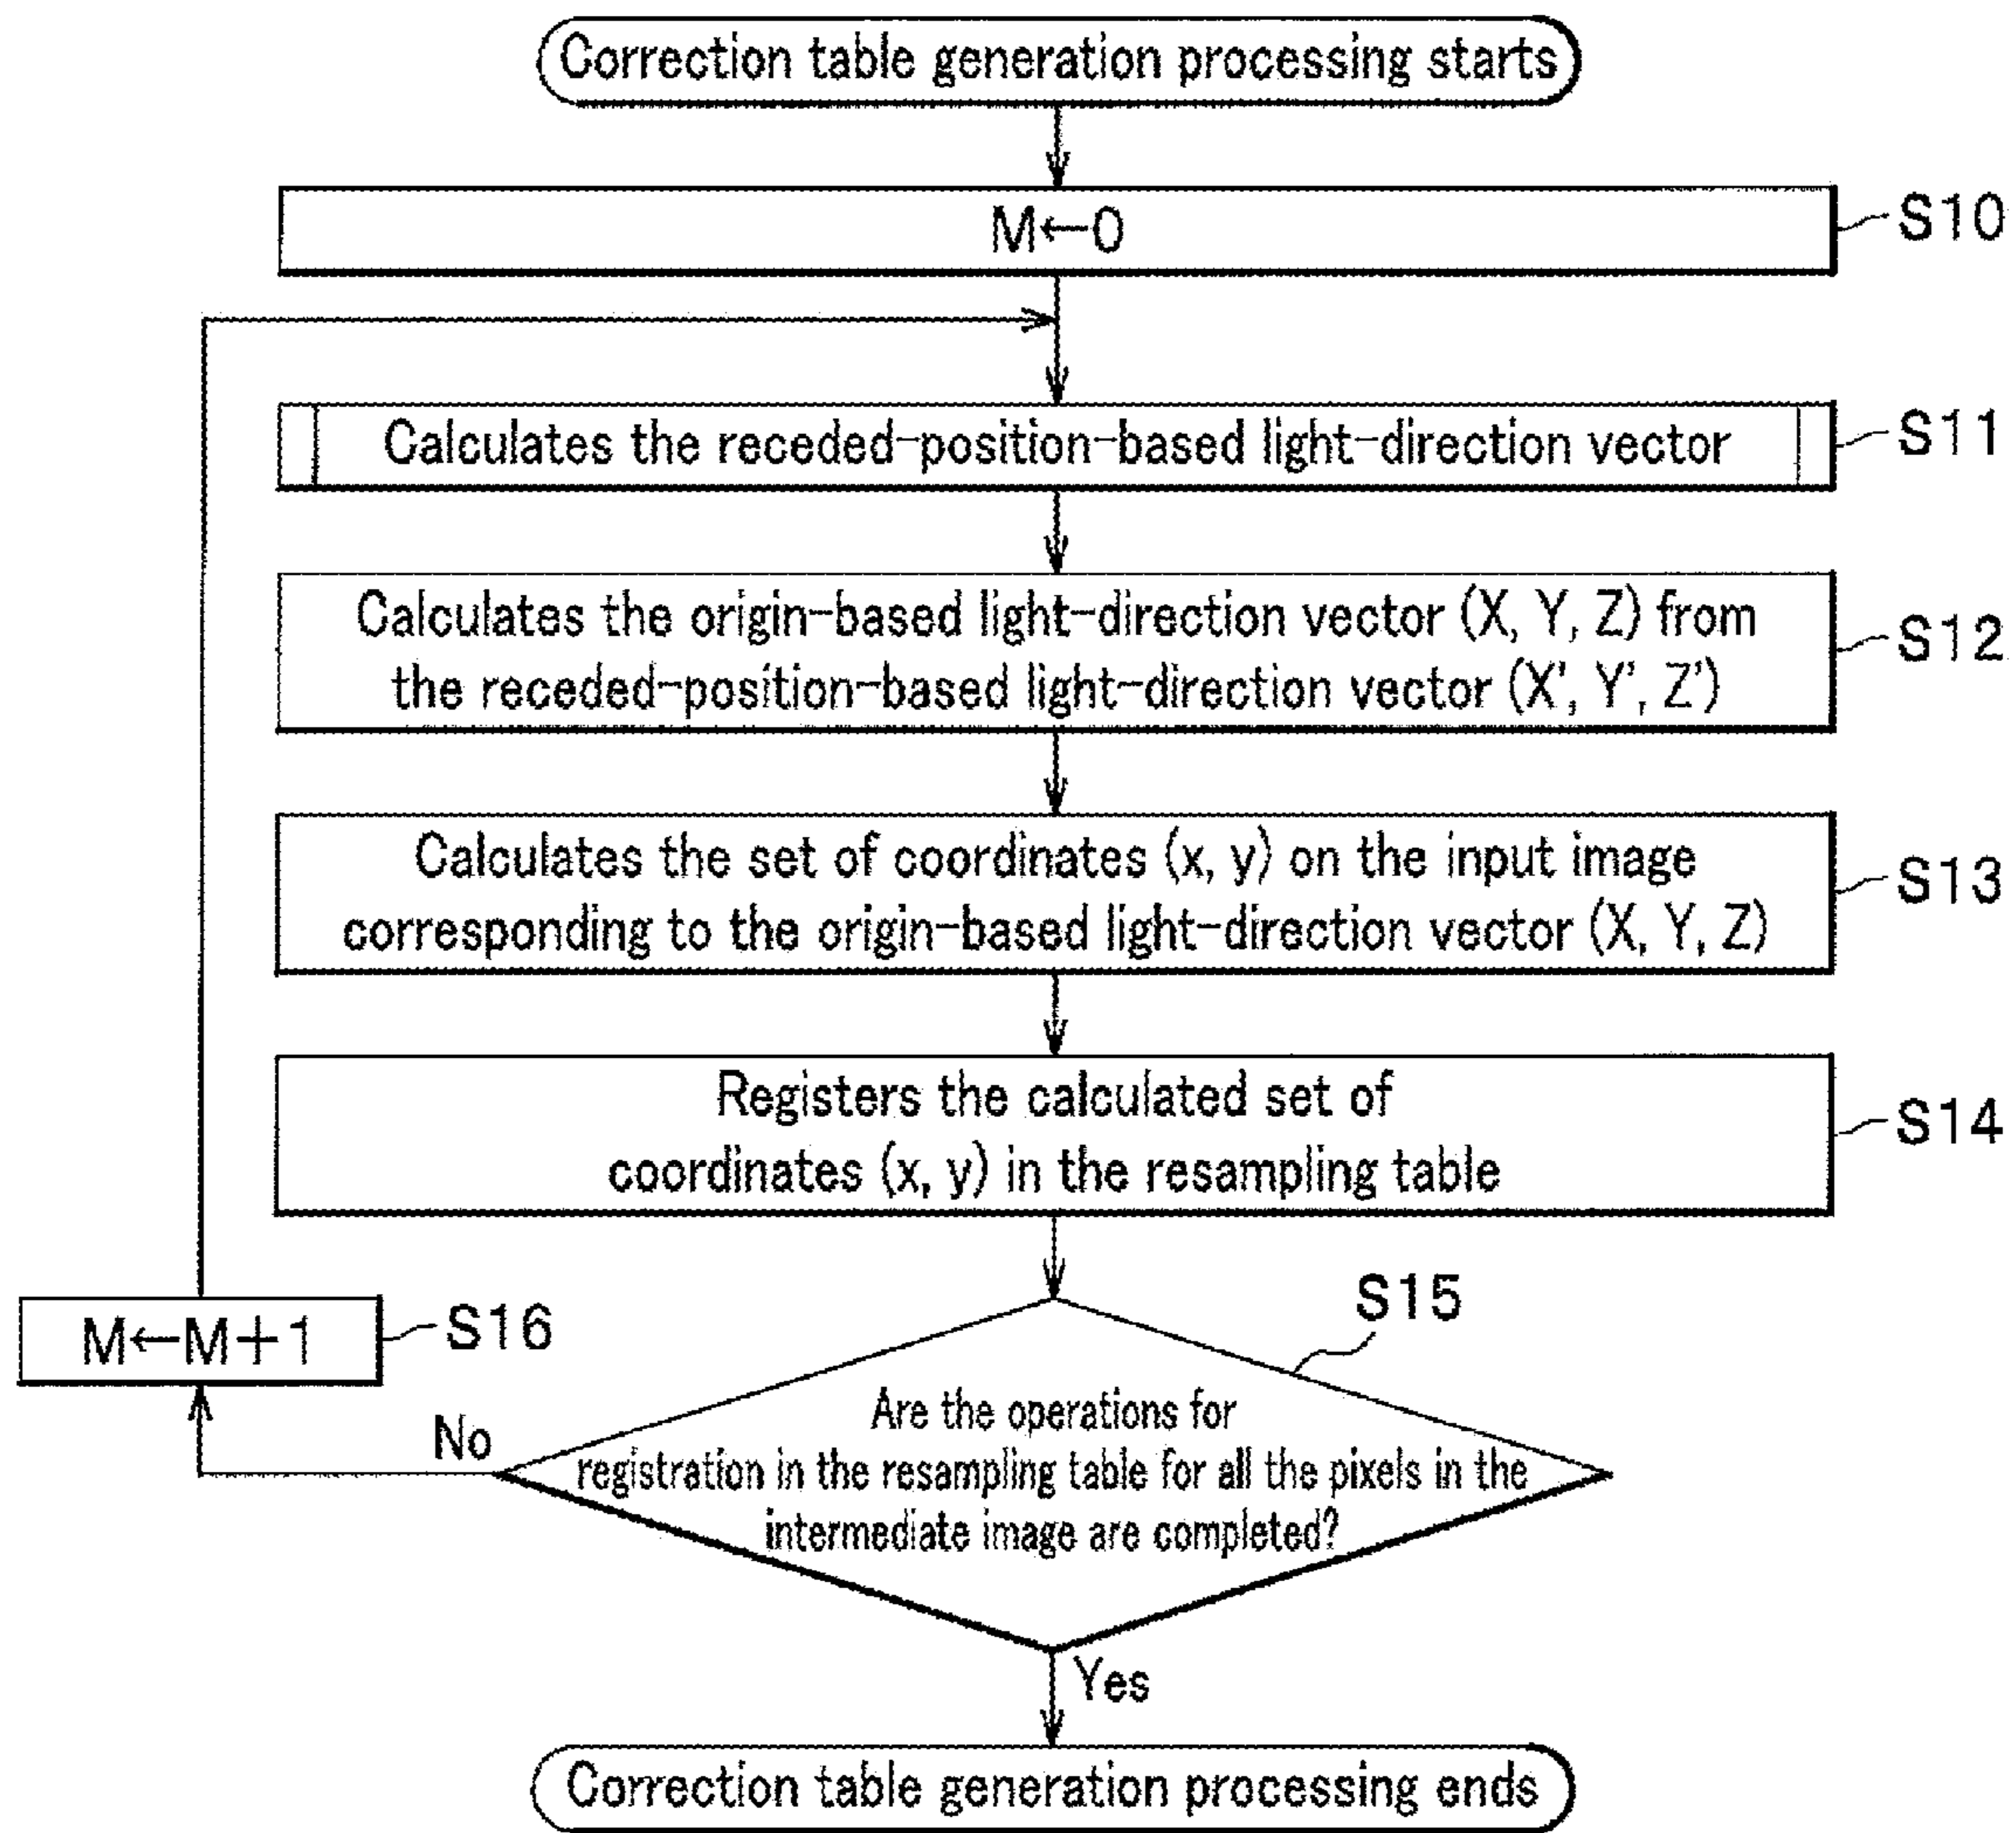 Correction table generation processing starts
M←0
S10
Calculates the receded-position-based light-direction vector
S11
Calculates the origin-based light-direction vector (X, Y, Z) from
the receded-position-based light-direction vector (X', Y', Z')
S12
Calculates the set of coordinates (x, y) on the input image
corresponding to the origin-based light-direction vector (X, Y, Z)
S13
Registers the calculated set of
coordinates (x, y) in the resampling table
S14
S15
Are the operations for
registration in the resampling table for all the pixels in the
intermediate image are completed?
No
M←M+1
S16
Yes
Correction table generation processing ends